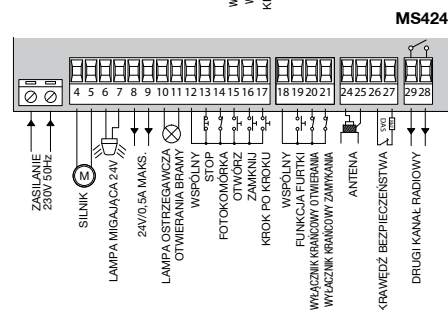 MS424
4 5 6 7 8 9 10 11 12 13 14 15 16 17 18 19 20 21 24 25 26 27 29 28
ZASILANIE
230V 50Hz
SILNIK
M
LAMPA MIGAJĄCA 24V
24V/0,5A MAKS.
LAMPA OSTRZEGAWCZA
OTWIERANIA BRAMY
WSPÓLNY
STOP
FOTOKOMÓRKA
OTWÓRZ
ZAMKNIJ
KROK PO KROKU
WSPÓLNY
FUNKCJA FURTKI
WYŁĄCZNIK KRAŃCOWY OTWIERANIA
WYŁACZNIK KRAŃCOWY ZAMYKANIA
ANTENA
DAS
KRAWĘDŹ BEZPIECZEŃSTWA
DRUGI KANAŁ RADIOWY